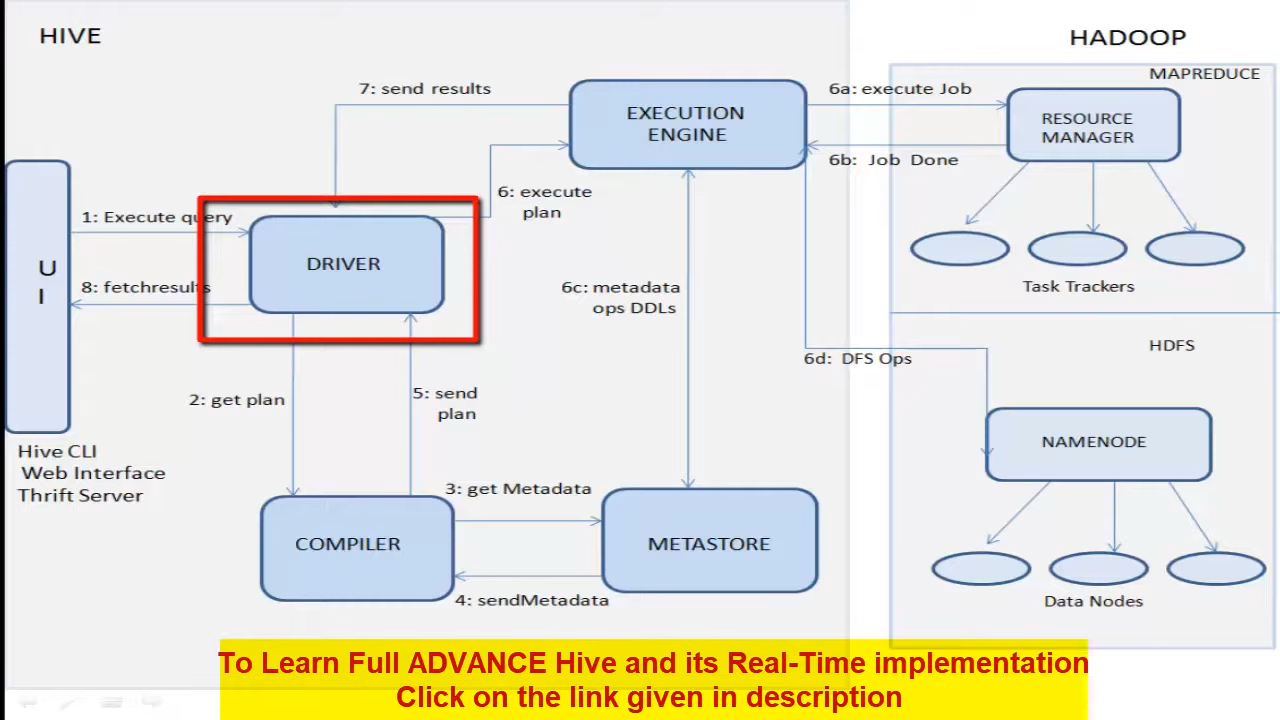 HIVE
HADOOP
MAPREDUCE
7: send results
EXECUTION
ENGINE
6a: execute Job
RESOURCE
MANAGER
6b: Job Done
6: execute
plan
1: Execute query
DRIVER
U
I
8: fetchresults
6c: metadata
ops DDLs
Task Trackers
HDFS
6d: DFS Ops
2: get plan
5: send
plan
NAMENODE
Hive CLI
Web Interface
Thrift Server
3: get Metadata
COMPILER
METASTORE
4: sendMetadata
Data Nodes
To Learn Full ADVANCE Hive and its Real-Time implementation
Click on the link given in description